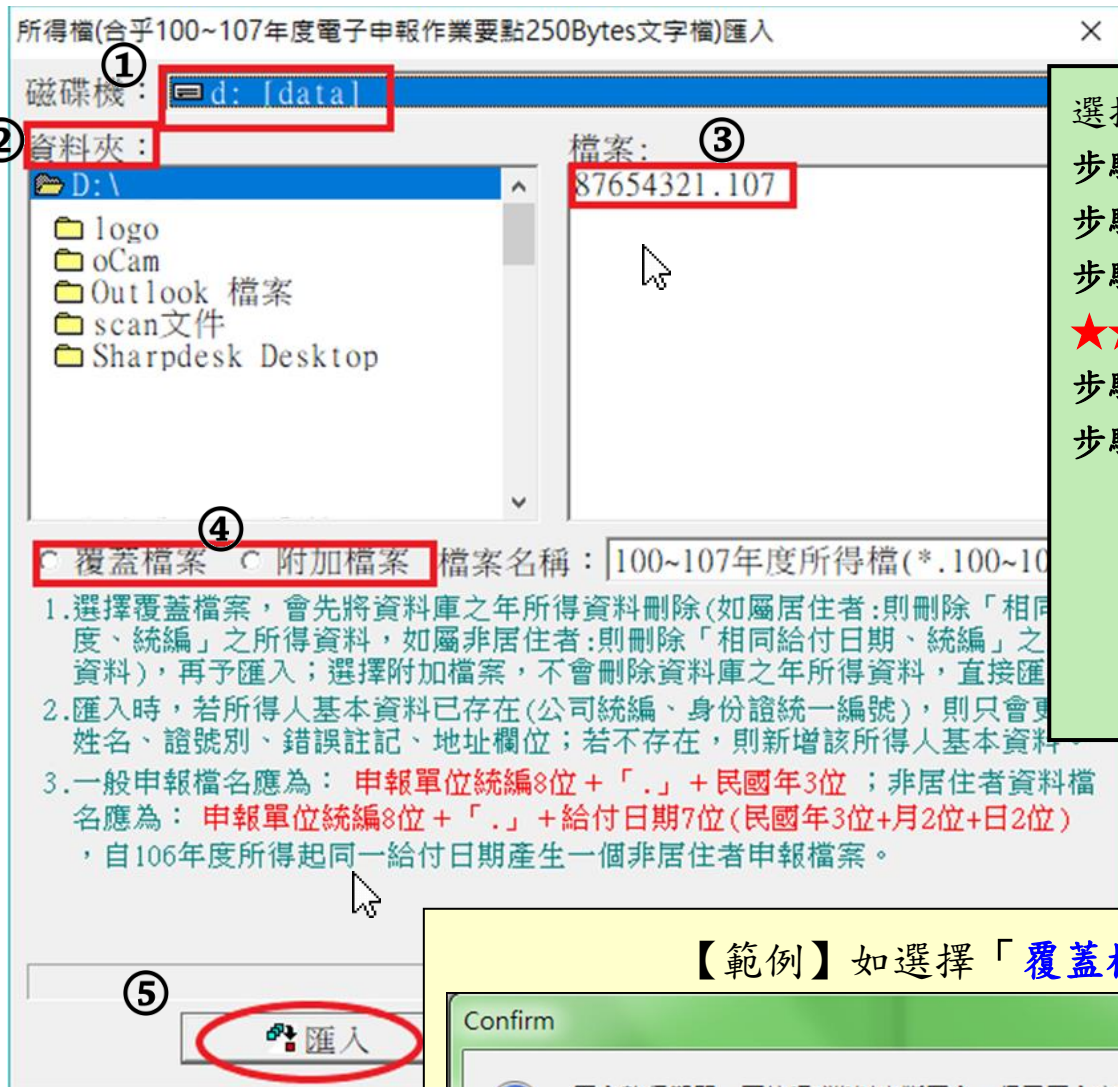 所得檔(合乎100~107年度電子申報作業要點250Bytes文字檔)匯入
①
磁碟機：d: [data]
②
資料夾：
D:\
logo
oCam
Outlook 檔案
scan文件
Sharpdesk Desktop
檔案:
③
87654321.107
④
覆蓋檔案 附加檔案 檔案名稱：100~107年度所得檔(*.100~10
1.選擇覆蓋檔案，會先將資料庫之年所得資料刪除(如屬居住者:則刪除「相同
度、統編」之所得資料，如屬非居住者:則刪除「相同給付日期、統編」之
資料)，再予匯入；選擇附加檔案，不會刪除資料庫之年所得資料，直接匯
2.匯入時，若所得人基本資料已存在(公司統編、身份證統一編號)，則只會更
姓名、證號別、錯誤註記、地址欄位；若不存在，則新增該所得人基本資料。
3.一般申報檔名應為： 申報單位統編8位＋「.」＋民國年3位 ；非居住者資料檔
名應為： 申報單位統編8位＋「.」＋給付日期7位(民國年3位+月2位+日2位)
，自106年度所得起同一給付日期產生一個非居住者申報檔案。
⑤
匯入
選
步
步
步
★
步
步
【範例】如選擇「覆蓋
Confirm